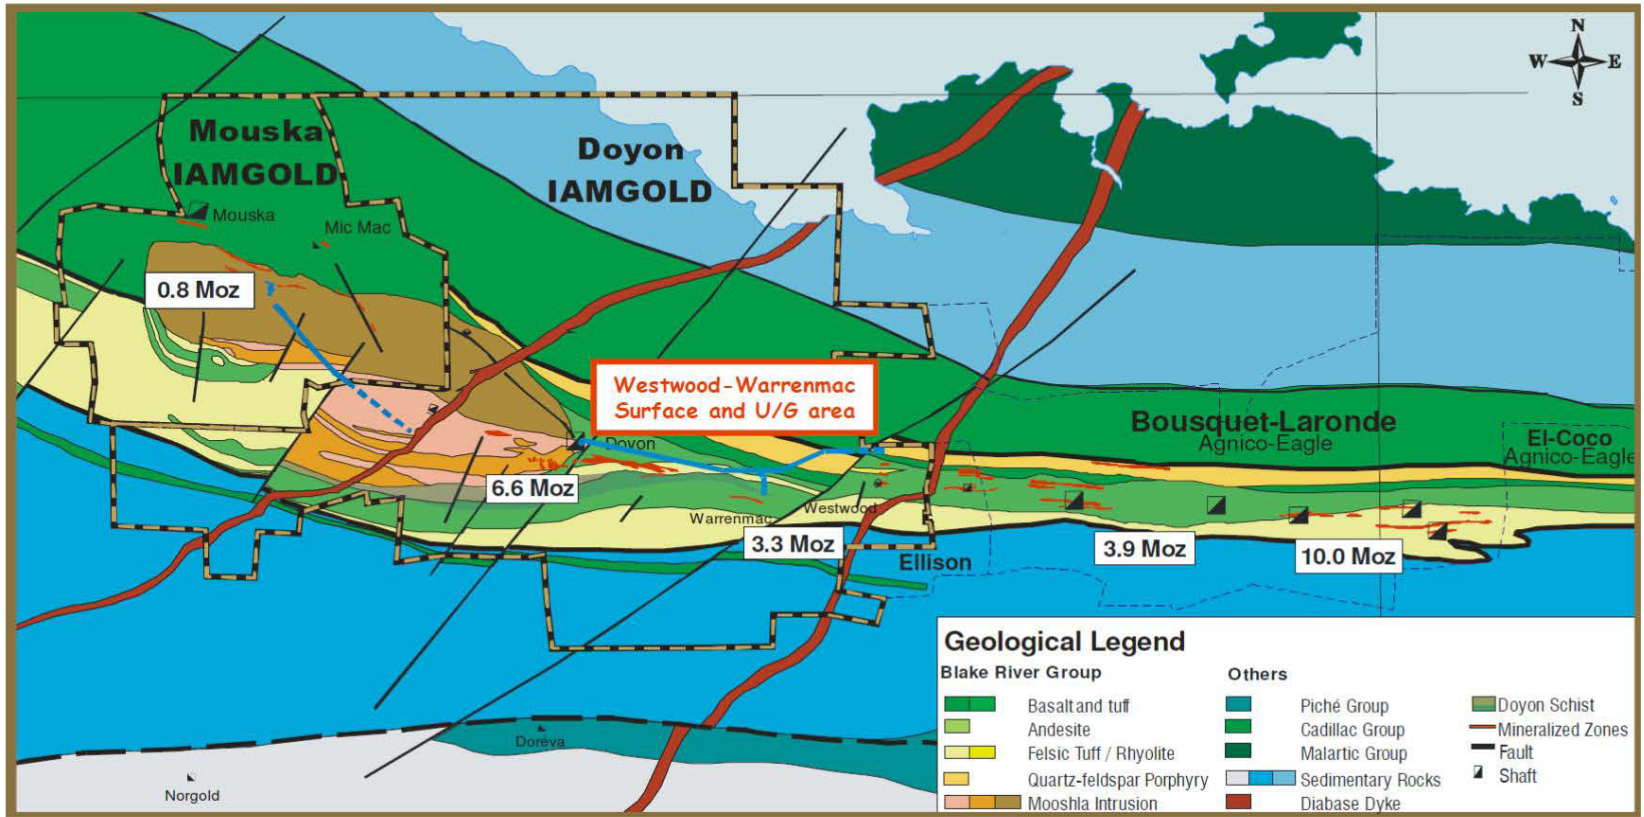 N
W E
S
Mouska
IAMGOLD
Doyon
IAMGOLD
Mouska
Mic Mac
0.8 Moz
Westwood-Warrenmac
Surface and U/G area
Doyon
6.6 Moz
Warrenmac
Westwood
3.3 Moz
Ellison
Bousquet-Laronde
Agnico-Eagle
El-Coco
Agnico-Eagle
3.9 Moz
10.0 Moz
Doreva
Norgold
Geological Legend
Blake River Group
Basalt and tuff
Andesite
Felsic Tuff / Rhyolite
Quartz-feldspar Porphyry
Mooshla Intrusion
Others
Piché Group
Cadillac Group
Malartic Group
Sedimentary Rocks
Diabase Dyke
Doyon Schist
Mineralized Zones
Fault
Shaft